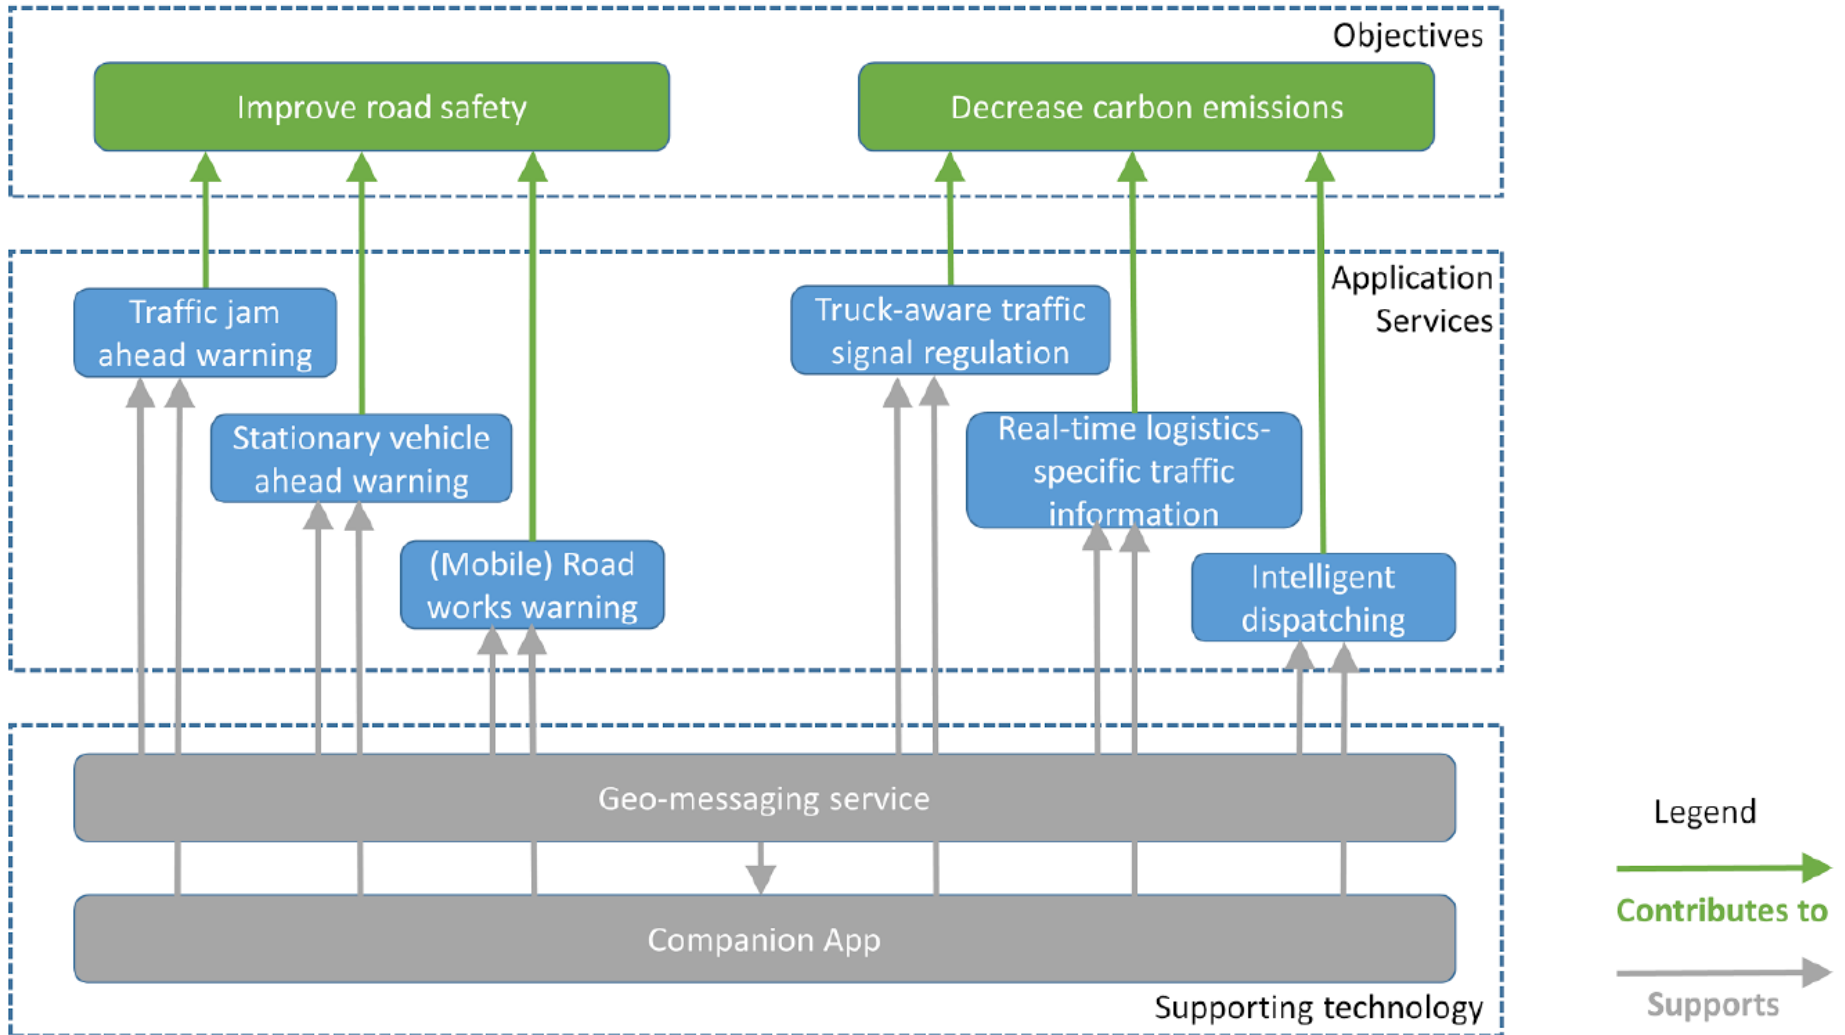 Objectives
Improve road safety
Decrease carbon emissions
Application
Services
Traffic jam
ahead warning
Truck-aware traffic
signal regulation
Stationary vehicle
ahead warning
Real-time logistics-
specific traffic
information
(Mobile) Road
works warning
Intelligent
dispatching
Geo-messaging service
Companion App
Supporting technology
Legend
Contributes to
Supports